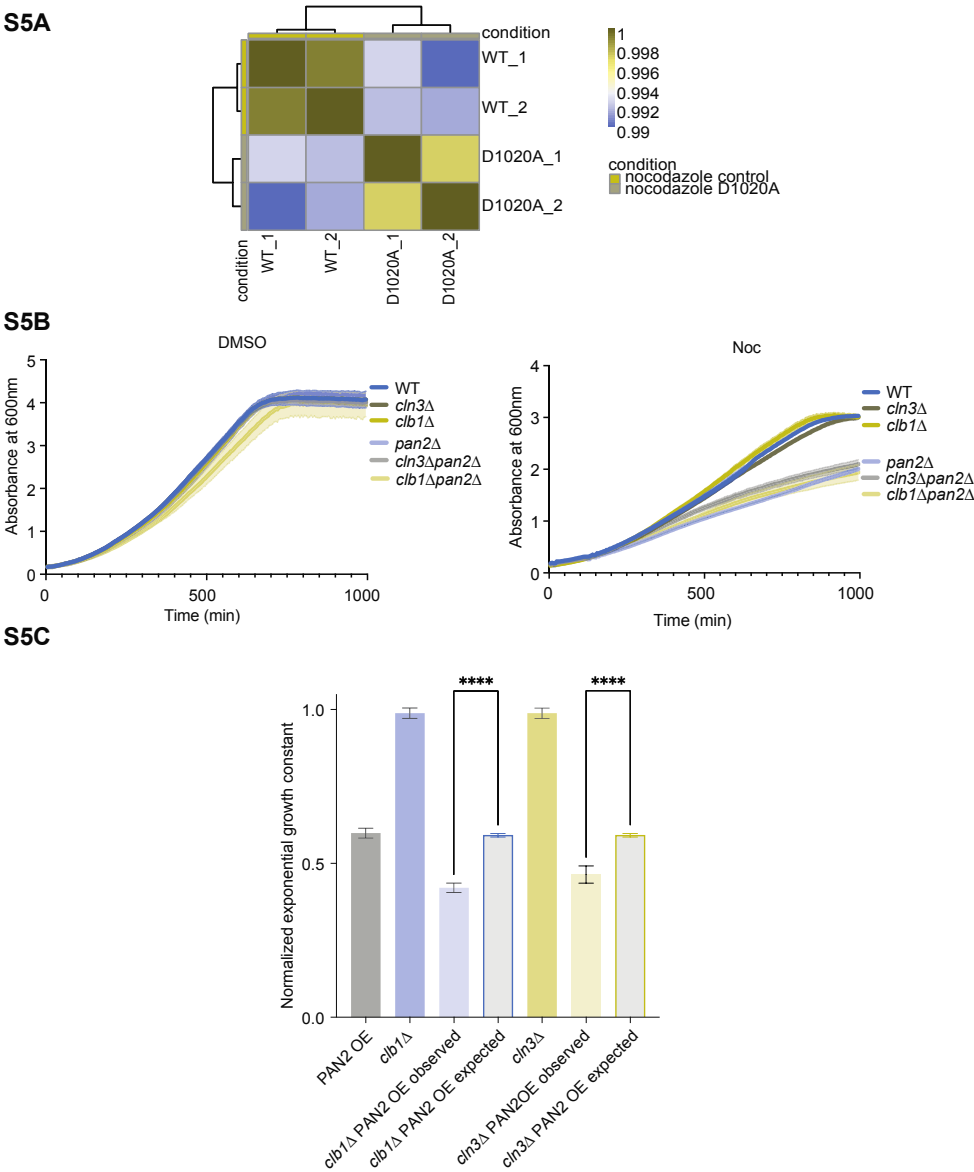 S5A
condition
WT_1
WT_2
D1020A_1
D1020A_2
condition
WT_1
WT_2
D1020A_1
D1020A_2
1
0.998
0.996
0.994
0.992
0.99
condition
nocodazole control
nocodazole D1020A
S5B
DMSO
Absorbance at 600nm
5
4
3
2
1
0
0
500
1000
Time (min)
WT
cln3Δ
clb1Δ
pan2Δ
cln3Δpan2Δ
clb1Δpan2Δ
Noc
Absorbance at 600nm
4
3
2
1
0
0
500
1000
Time (min)
WT
cln3Δ
clb1Δ
pan2Δ
cln3Δpan2Δ
clb1Δpan2Δ
S5C
Normalized exponential growth constant
1.0
0.5
0.0
****
****
PAN2 OE
clb1Δ
clb1Δ PAN2 OE observed
clb1Δ PAN2 OE expected
cln3Δ
cln3Δ PAN2OE observed
cln3Δ PAN2 OE expected